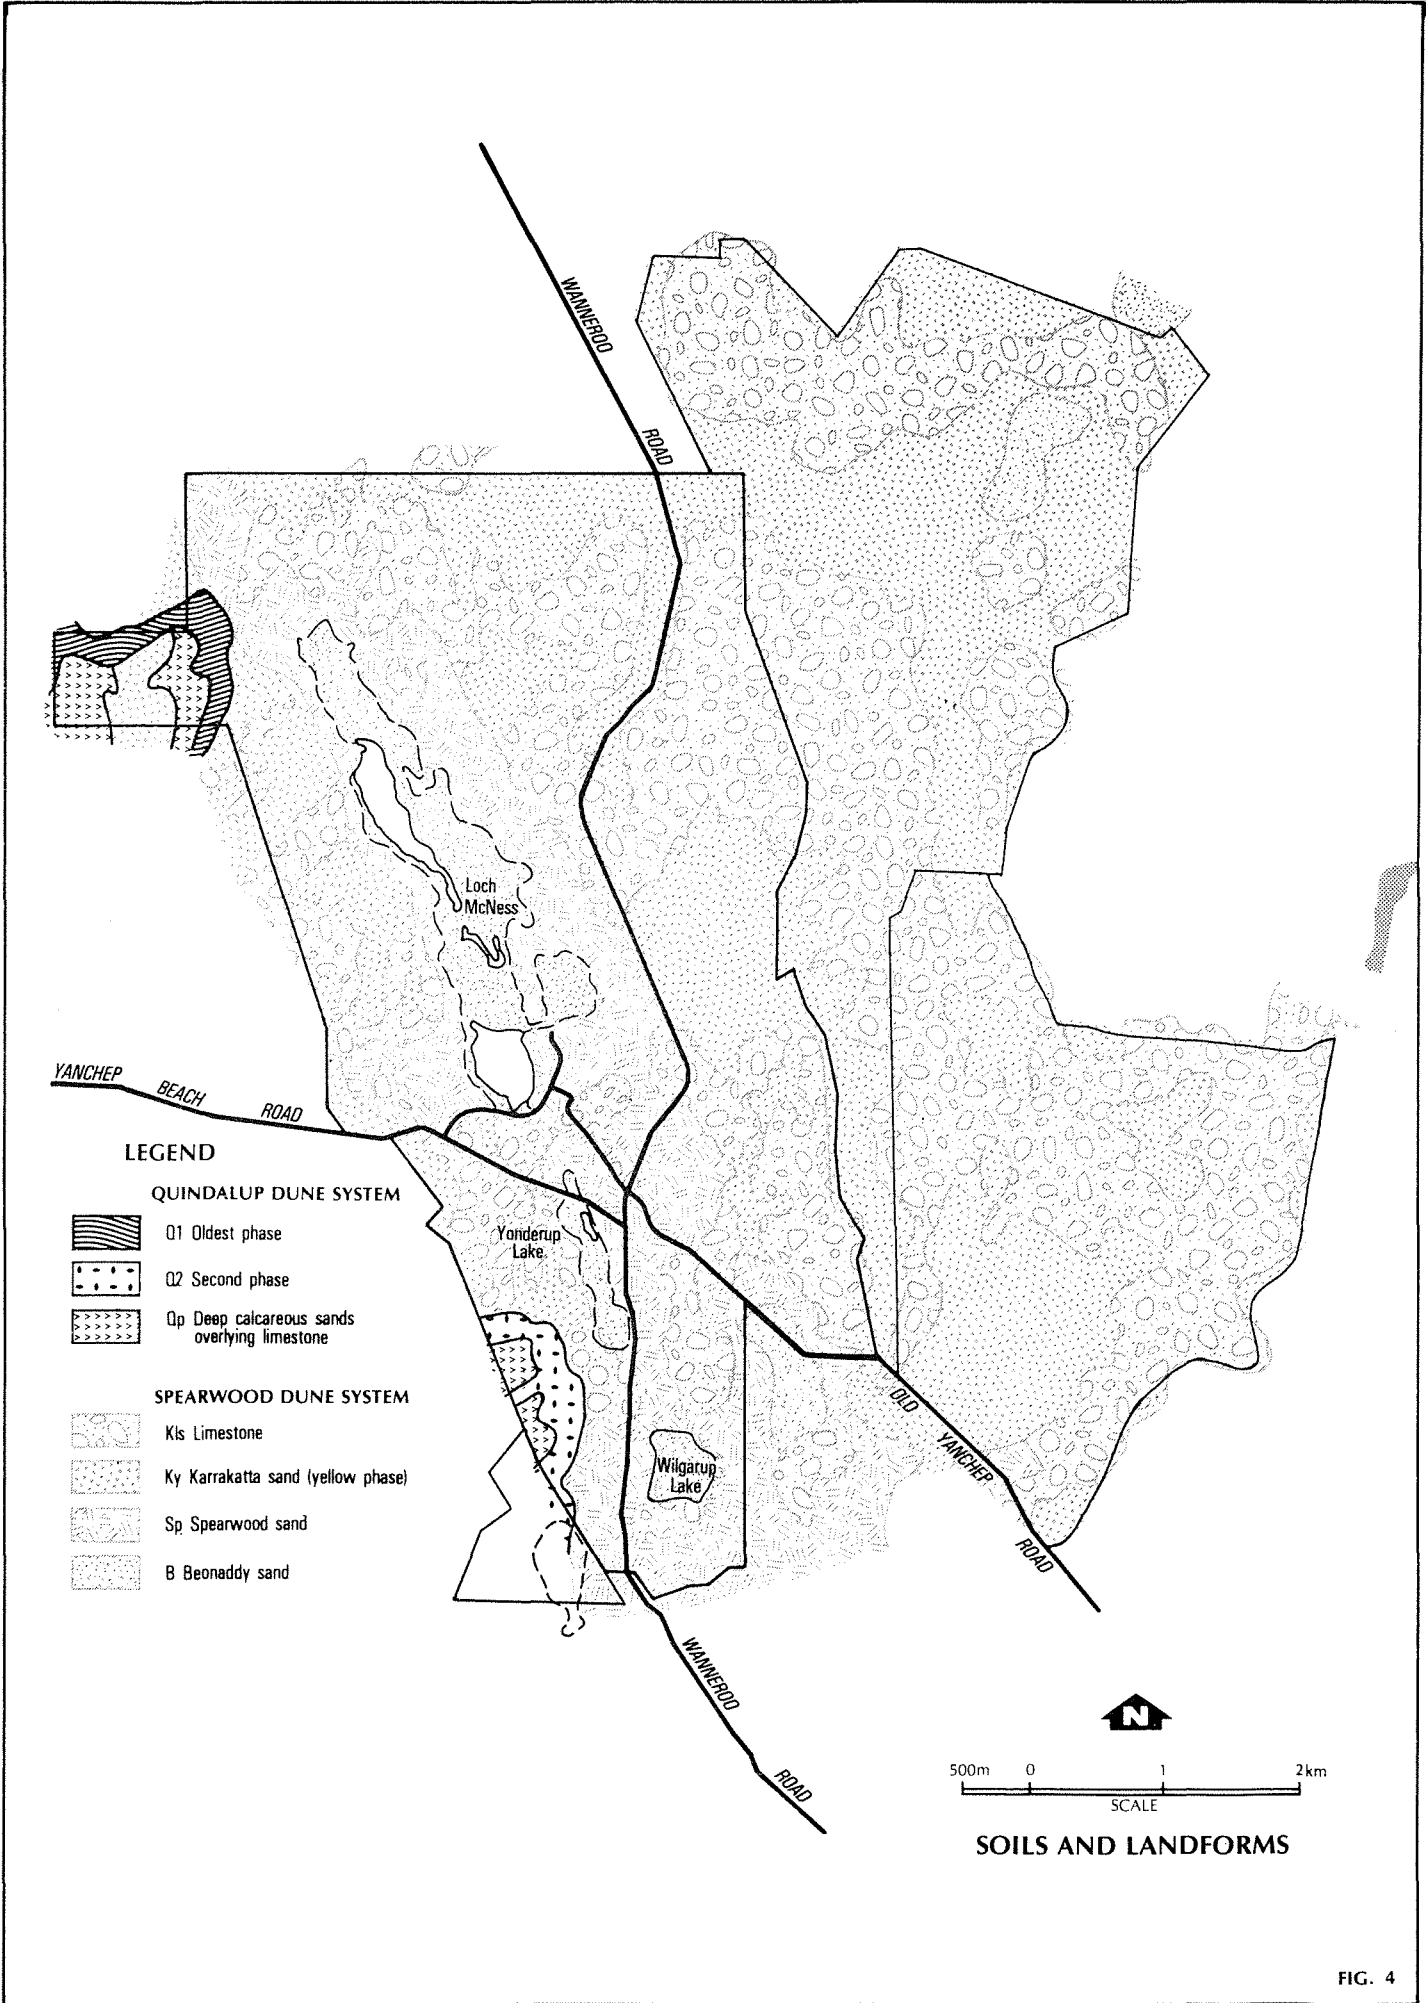 WANNEROO
ROAD
Loch
McNess
YANCHEP
BEACH
ROAD
LEGEND
QUINDALUP DUNE SYSTEM
Q1 Oldest phase
Q2 Second phase
Qp Deep calcareous sands
overlying limestone
SPEARWOOD DUNE SYSTEM
Kls Limestone
Ky Karrakatta sand (yellow phase)
Sp Spearwood sand
B Beonaddy sand
Yonderup
Lake
Wilgarup
Lake
OLD
YANCHEP
ROAD
WANNEROO
ROAD
N
500m 0 1 2km
SCALE
SOILS AND LANDFORMS
FIG. 4